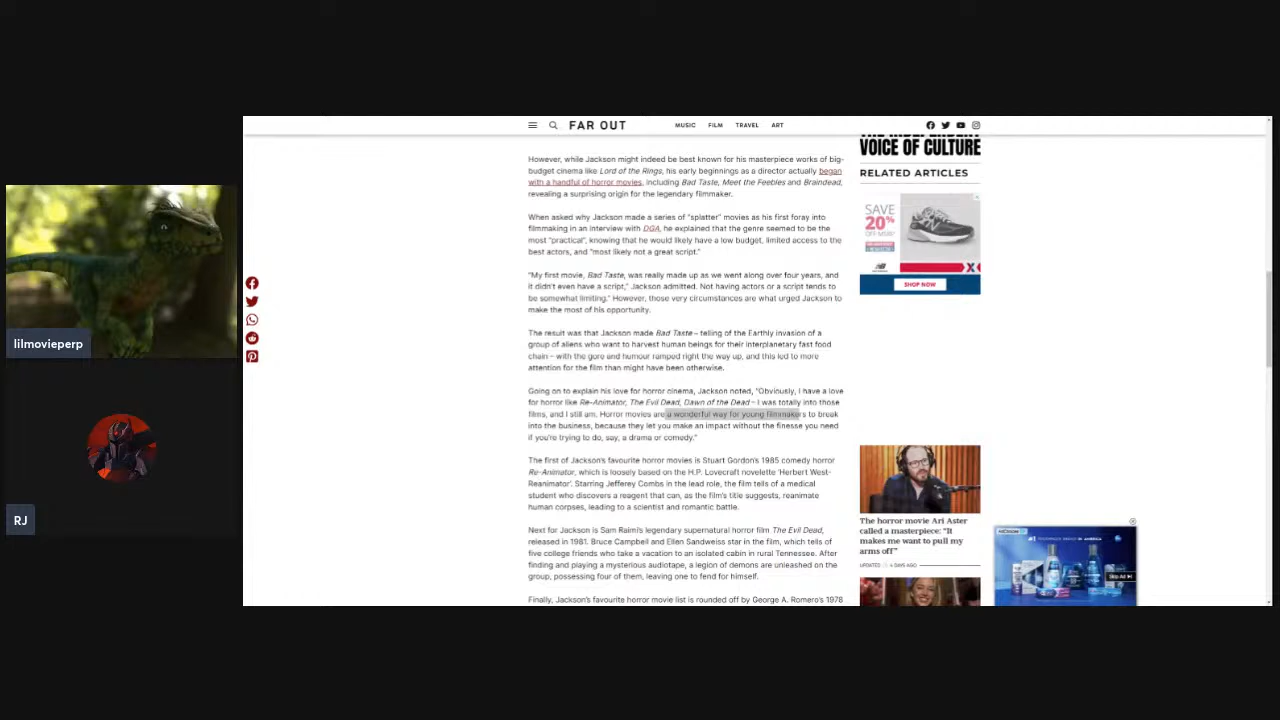 FAR OUT
MUSIC FILM TRAVEL ART
However, while Jackson might indeed be best known for his masterpiece works of big-
budget cinema like Lord of the Rings, his early beginnings as a director actually began
with a handful of horror movies, including Bad Taste, Meet the Feebles and Braindead,
revealing a surprising origin for the legendary filmmaker.
When asked why Jackson made a series of “splatter” movies as his first foray into
filmmaking in an interview with DGA, he explained that the genre seemed to be the
most “practical”, knowing that he would likely have a low budget, limited access to the
best actors, and “most likely not a great script.”
“My first movie, Bad Taste, was really made up as we went along over four years, and
it didn’t even have a script,” Jackson admitted. Not having actors or a script tends to
be somewhat limiting.” However, those very circumstances are what urged Jackson to
make the most of his opportunity.
The result was that Jackson made Bad Taste – telling of the Earthly invasion of a
group of aliens who want to harvest human beings for their interplanetary fast food
chain – with the gore and humour ramped right the way up, and this led to more
attention for the film than might have been otherwise.
Going on to explain his love for horror cinema, Jackson noted, “Obviously, I have a love
for horror like Re-Animator, The Evil Dead, Dawn of the Dead – I was totally into those
films, and I still am. Horror movies are a wonderful way for young filmmakers to break
into the business, because they let you make an impact without the finesse you need
if you’re trying to do, say, a drama or comedy.”
The first of Jackson’s favourite horror movies is Stuart Gordon’s 1985 comedy horror
Re-Animator, which is loosely based on the H.P. Lovecraft novelette ‘Herbert West-
Reanimator’. Starring Jefferey Combs in the lead role, the film tells of a medical
student who discovers a reagent that can, as the film’s title suggests, reanimate
human corpses, leading to a scientist and romantic battle.
Next for Jackson is Sam Raimi’s legendary supernatural horror film The Evil Dead,
released in 1981. Bruce Campbell and Ellen Sandweiss star in the film, which tells of
five college friends who take a vacation to an isolated cabin in rural Tennessee. After
finding and playing a mysterious audiotape, a legion of demons are unleashed on the
group, possessing four of them, leaving one to fend for himself.
Finally, Jackson’s favourite horror movie list is rounded off by George A. Romero’s 1978
THE INDEPENDENT
VOICE OF CULTURE
RELATED ARTICLES
SAVE
20%
OFF MSRP
SHOP NOW
The horror movie Ari Aster
called a masterpiece: “It
makes me want to pull my
arms off”
UPDATED 4 DAYS AGO
#1
Skip Ad
lilmovieperp
RJ